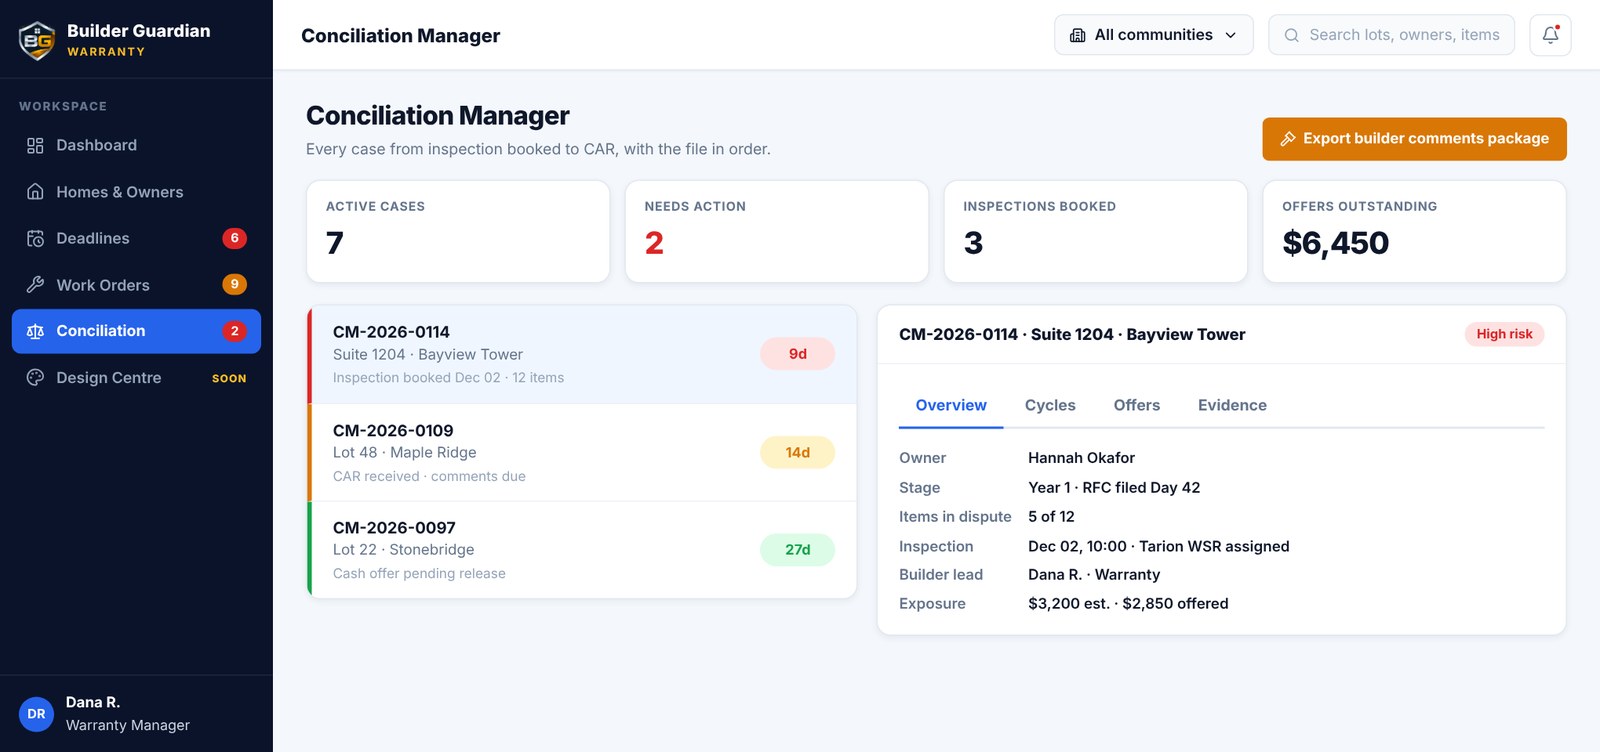 BG
Builder Guardian
WARRANTY
WORKSPACE
Dashboard
Homes & Owners
Deadlines 6
Work Orders 9
Conciliation 2
Design Centre SOON
DR
Dana R.
Warranty Manager
Conciliation Manager
All communities
Search lots, owners, items
Conciliation Manager
Every case from inspection booked to CAR, with the file in order.
Export builder comments package
ACTIVE CASES
7
NEEDS ACTION
2
INSPECTIONS BOOKED
3
OFFERS OUTSTANDING
$6,450
CM-2026-0114
Suite 1204 · Bayview Tower
Inspection booked Dec 02 · 12 items
9d
CM-2026-0109
Lot 48 · Maple Ridge
CAR received · comments due
14d
CM-2026-0097
Lot 22 · Stonebridge
Cash offer pending release
27d
CM-2026-0114 · Suite 1204 · Bayview Tower
High risk
Overview Cycles Offers Evidence
Owner Hannah Okafor
Stage Year 1 · RFC filed Day 42
Items in dispute 5 of 12
Inspection Dec 02, 10:00 · Tarion WSR assigned
Builder lead Dana R. · Warranty
Exposure $3,200 est. · $2,850 offered